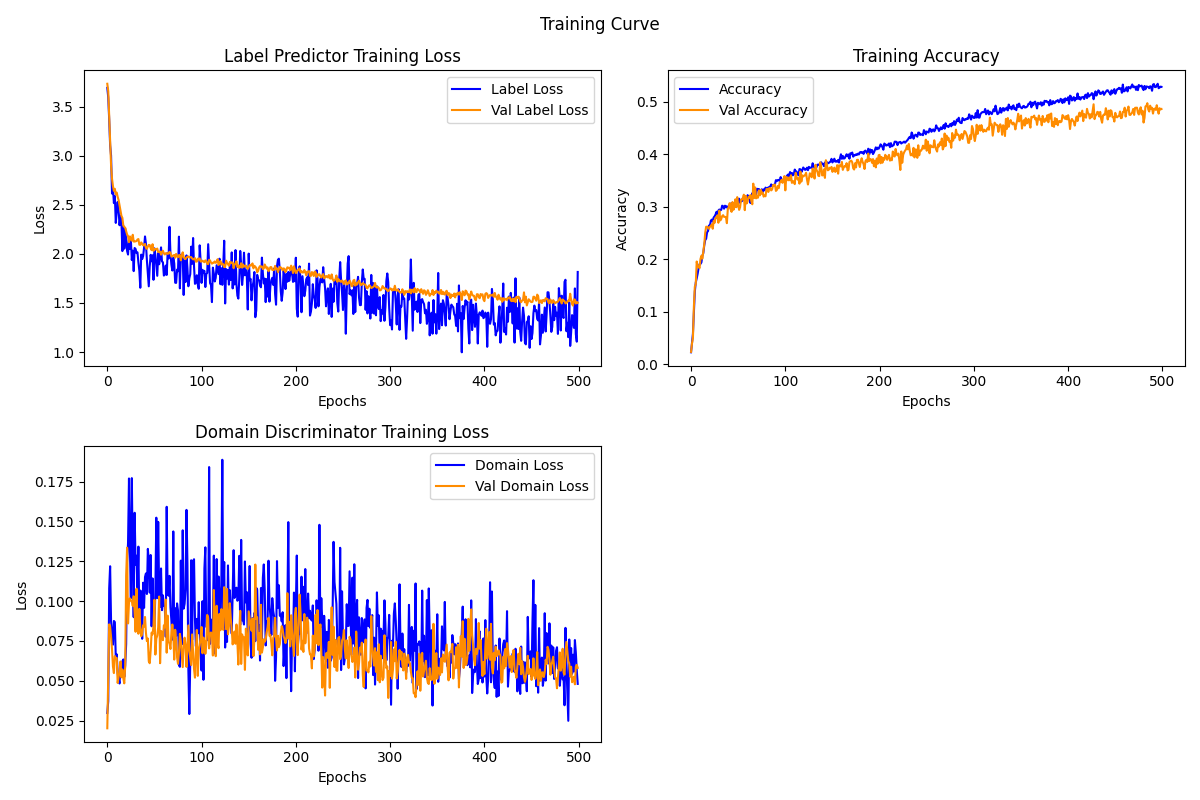 Training Curve
Label Predictor Training Loss
Loss
3.5
3.0
2.5
2.0
1.5
1.0
Label Loss
Val Label Loss
0 100 200 300 400 500
Epochs
Training Accuracy
Accuracy
0.5
0.4
0.3
0.2
0.1
0.0
Accuracy
Val Accuracy
0 100 200 300 400 500
Epochs
Domain Discriminator Training Loss
Loss
0.175
0.150
0.125
0.100
0.075
0.050
0.025
Domain Loss
Val Domain Loss
0 100 200 300 400 500
Epochs